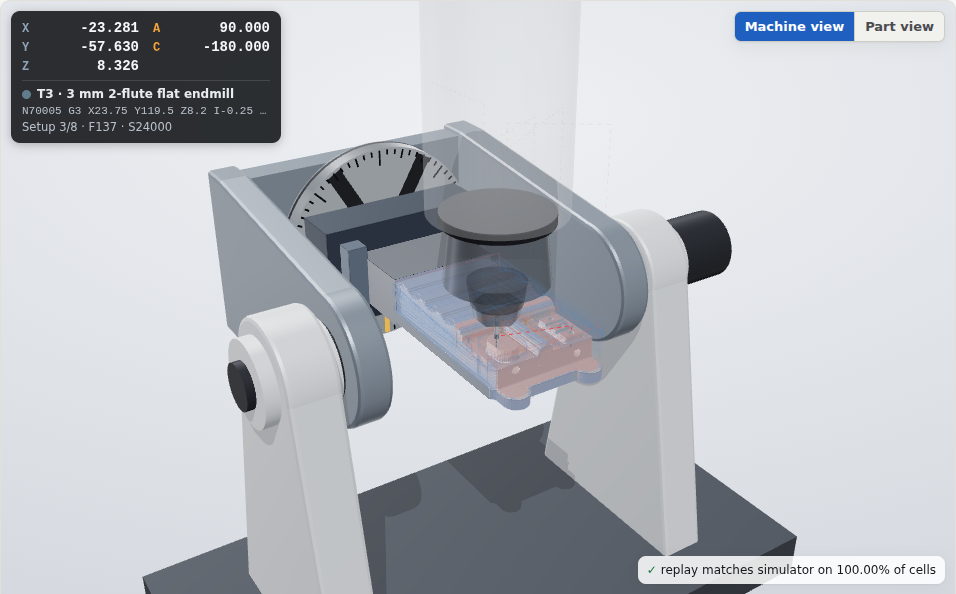 X -23.281 A 90.000
Y -57.630 C -180.000
Z 8.326
T3 · 3 mm 2-flute flat endmill
N70005 G3 X23.75 Y119.5 Z8.2 I-0.25 …
Setup 3/8 · F137 · S24000
Machine view Part view
✓ replay matches simulator on 100.00% of cells